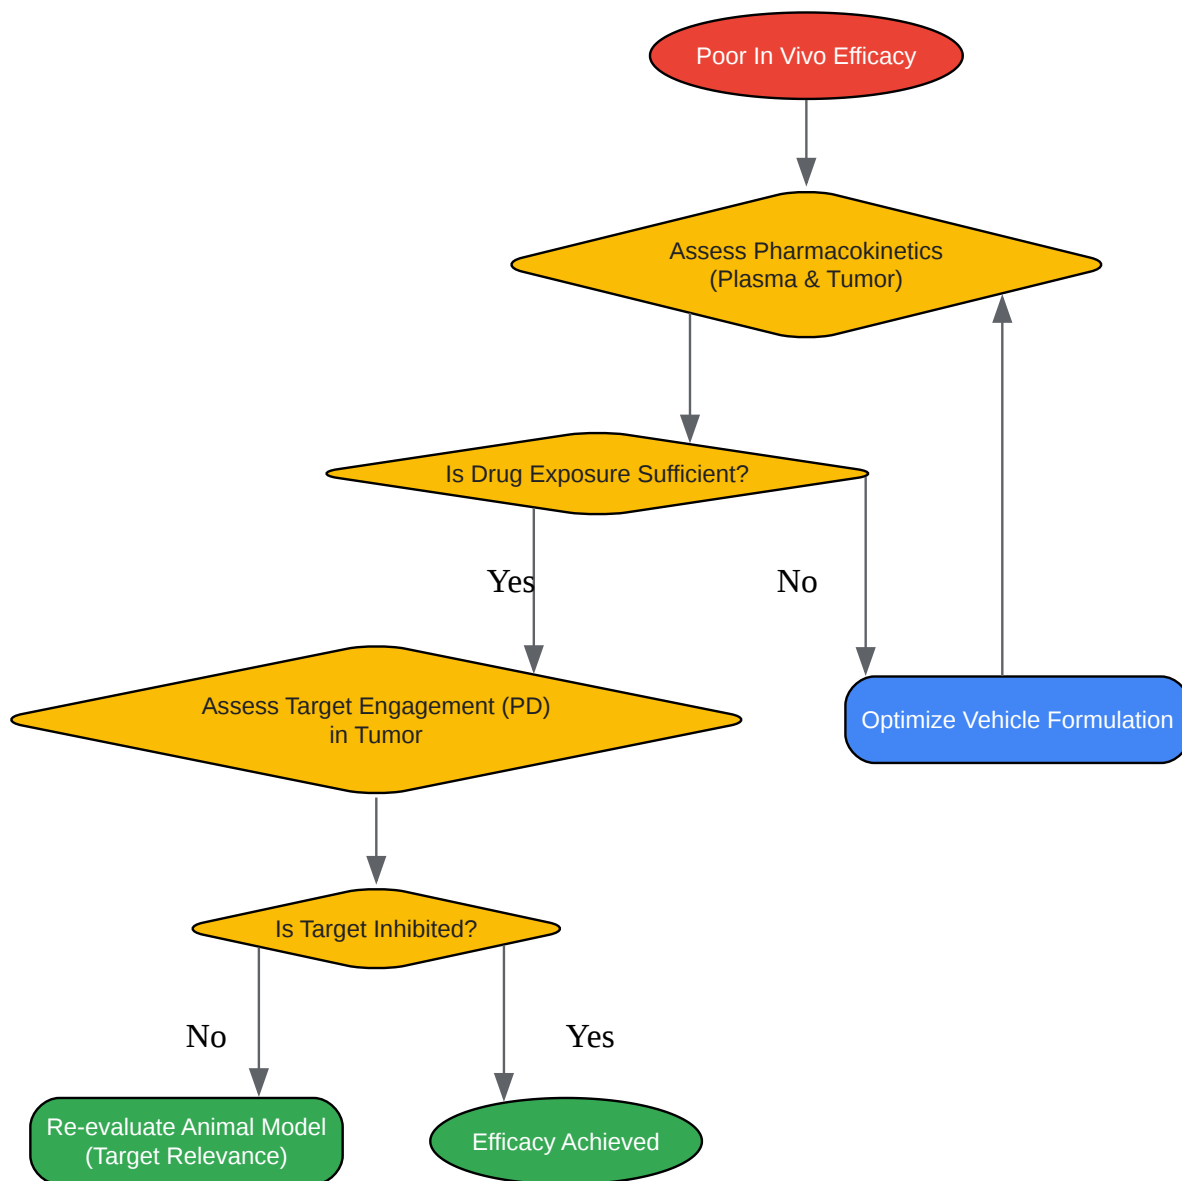 Poor In Vivo Efficacy
Assess Pharmacokinetics
(Plasma & Tumor)
Is Drug Exposure Sufficient?
Yes
No
Assess Target Engagement (PD)
in Tumor
Optimize Vehicle Formulation
Is Target Inhibited?
No
Yes
Re-evaluate Animal Model
(Target Relevance)
Efficacy Achieved